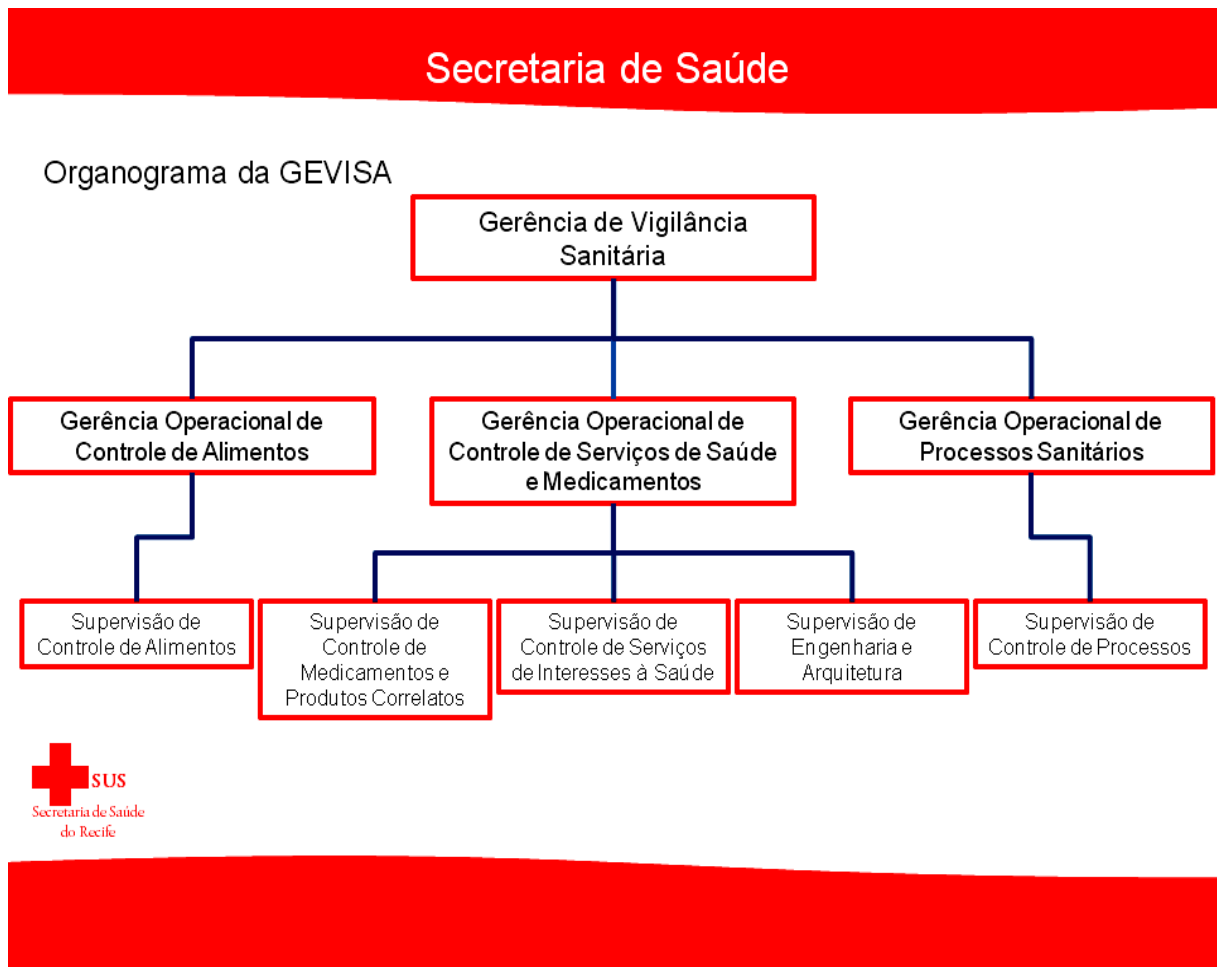 Secretaria de Saúde
Organograma da GEVISA
Gerência de Vigilância
Sanitária
Gerência Operacional de
Controle de Alimentos
Gerência Operacional de
Controle de Serviços de Saúde
e Medicamentos
Gerência Operacional de
Processos Sanitários
Supervisão de
Controle de Alimentos
Supervisão de
Controle de
Medicamentos e
Produtos Correlatos
Supervisão de
Controle de Serviços
de Interesses à Saúde
Supervisão de
Engenharia e
Arquitetura
Supervisão de
Controle de Processos
SUS
Secretaria de Saúde
do Recife